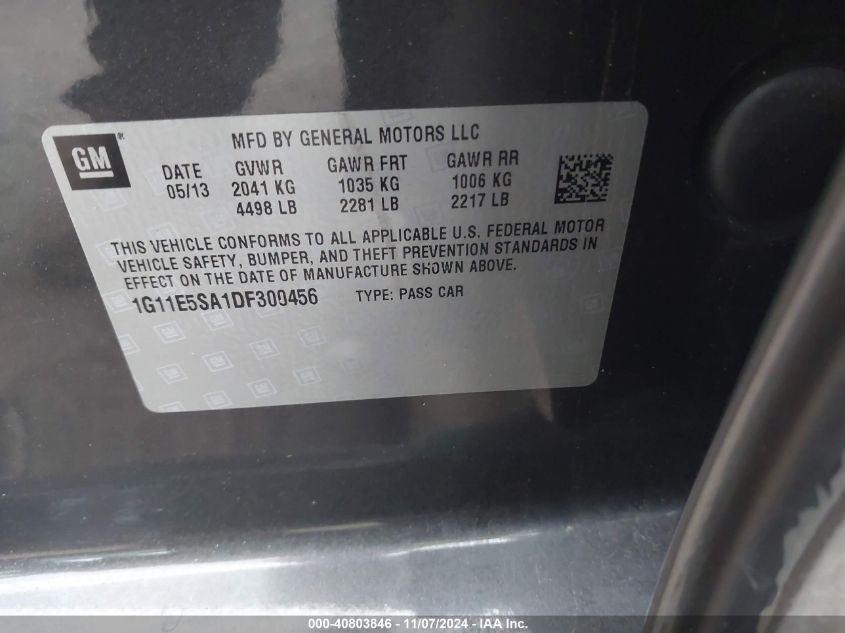 GM
MFD BY GENERAL MOTORS LLC
DATE GVWR GAWR FRT GAWR RR
05/13 2041 KG 1035 KG 1006 KG
4498 LB 2281 LB 2217 LB
THIS VEHICLE CONFORMS TO ALL APPLICABLE U.S. FEDERAL MOTOR
VEHICLE SAFETY, BUMPER, AND THEFT PREVENTION STANDARDS IN
EFFECT ON THE DATE OF MANUFACTURE SHOWN ABOVE.
1G11E5SA1DF300456 TYPE: PASS CAR
000-40803846 - 11/07/2024 - IAA Inc.